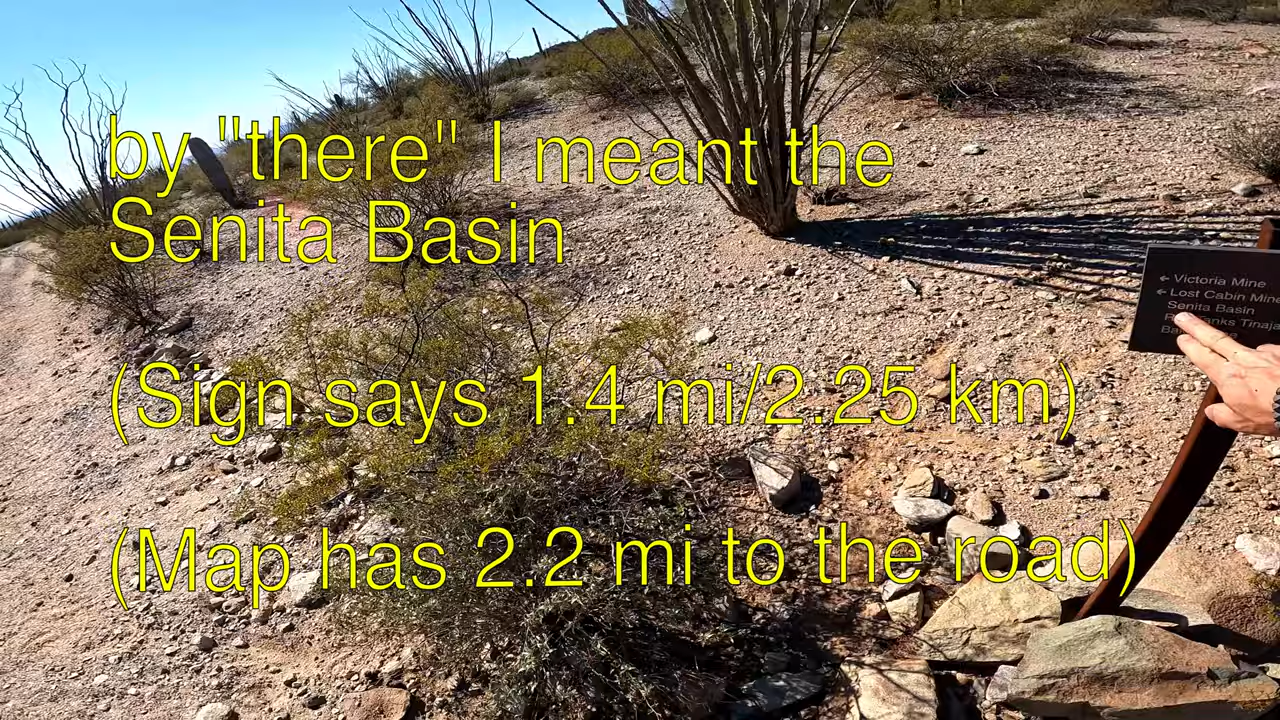 by "there" I meant the
Senita Basin
(Sign says 1.4 mi/2.25 km)
(Map has 2.2 mi to the road)
← Victoria Mine
← Lost Cabin Mine
Senita Basin
Tinaja